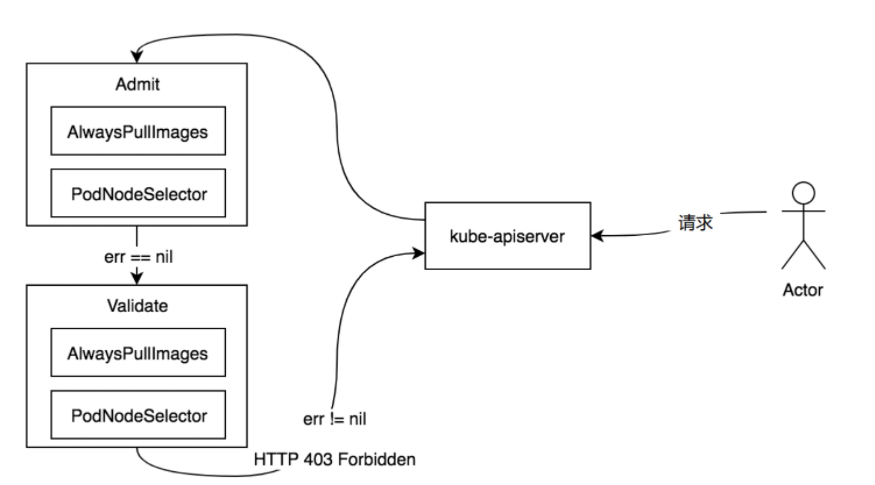 Admit
AlwaysPullImages
PodNodeSelector
err == nil
Validate
AlwaysPullImages
PodNodeSelector
err != nil
HTTP 403 Forbidden
kube-apiserver
请求
Actor